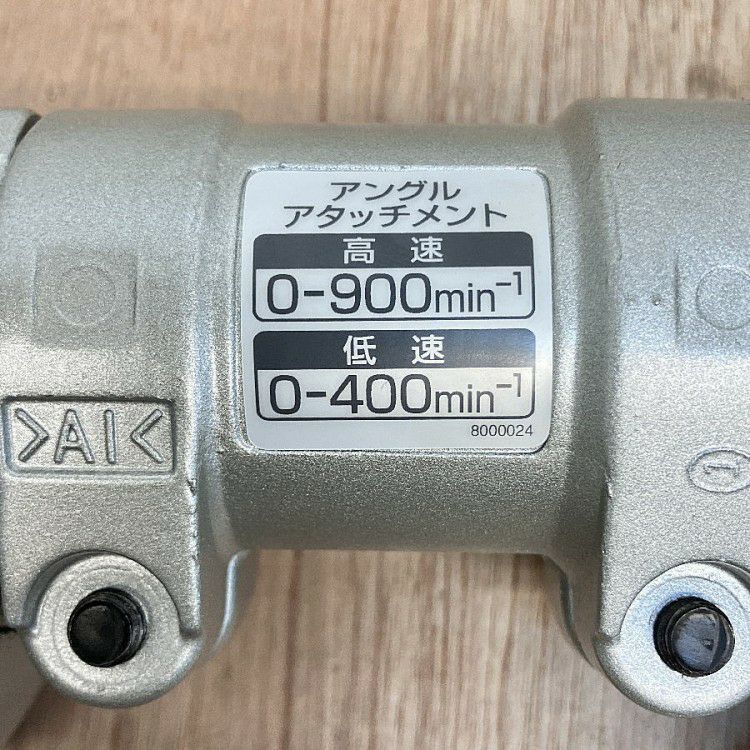 アングル
アタッチメント
高速
0-900min⁻¹
低速
0-400min⁻¹
8000024
>AI<
1